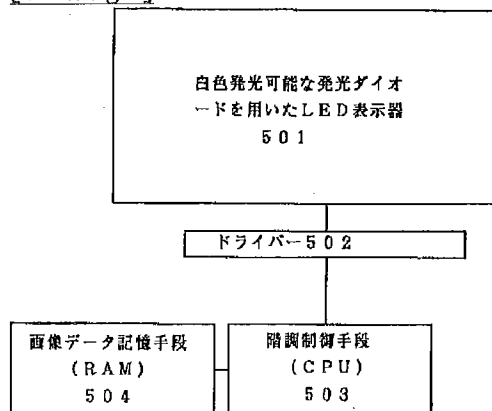 白色発光可能な発光ダイオ
ードを用いたLED表示器
501
ドライバー502
画像データ記憶手段
(RAM)
504
階調制御手段
(CPU)
503